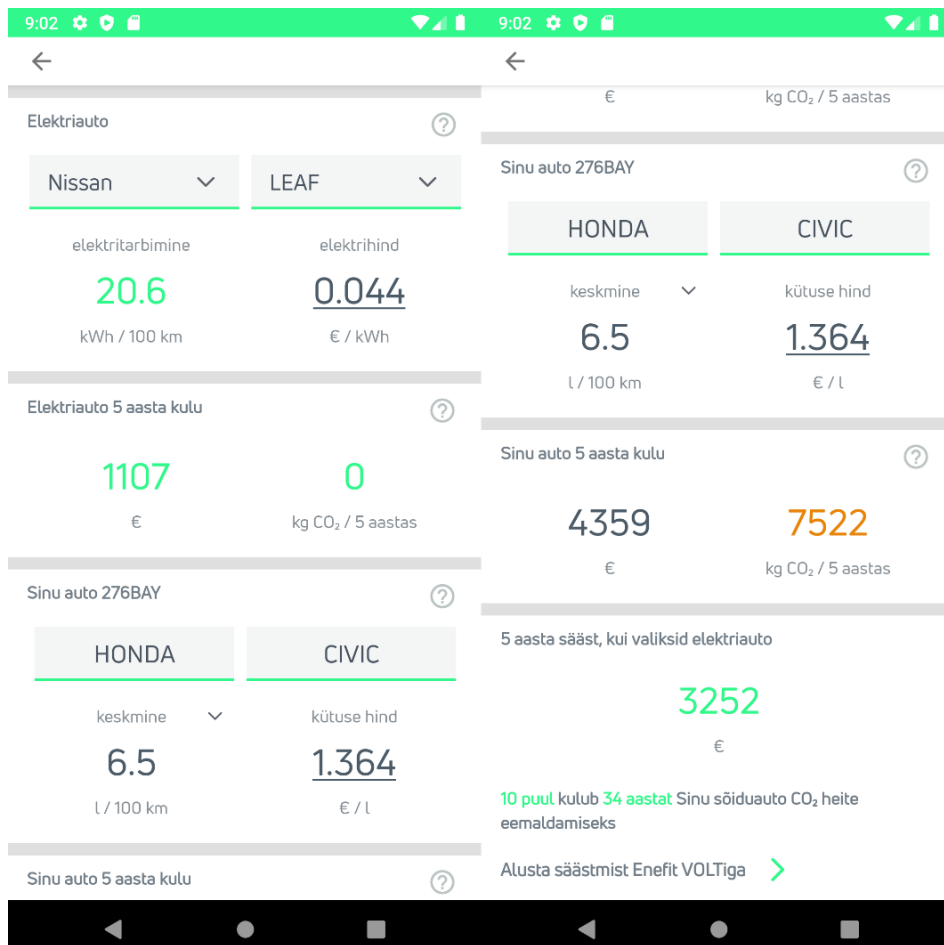 9:02
Elektriauto
Nissan LEAF
elektritarbimine elektrihind
20.6 0.044
kWh / 100 km € / kWh
Elektriauto 5 aasta kulu
1107 0
€ kg CO₂ / 5 aastas
Sinu auto 276BAY
HONDA CIVIC
keskmine kütuse hind
6.5 1.364
l / 100 km € / l
Sinu auto 5 aasta kulu
9:02
€ kg CO₂ / 5 aastas
Sinu auto 276BAY
HONDA CIVIC
keskmine kütuse hind
6.5 1.364
l / 100 km € / l
Sinu auto 5 aasta kulu
4359 7522
€ kg CO₂ / 5 aastas
5 aasta sääst, kui valiksid elektriauto
3252
€
10 puul kulub 34 aastat Sinu sõiduauto CO₂ heite
eemaldamiseks
Alusta säästmist Enefit VOLTiga